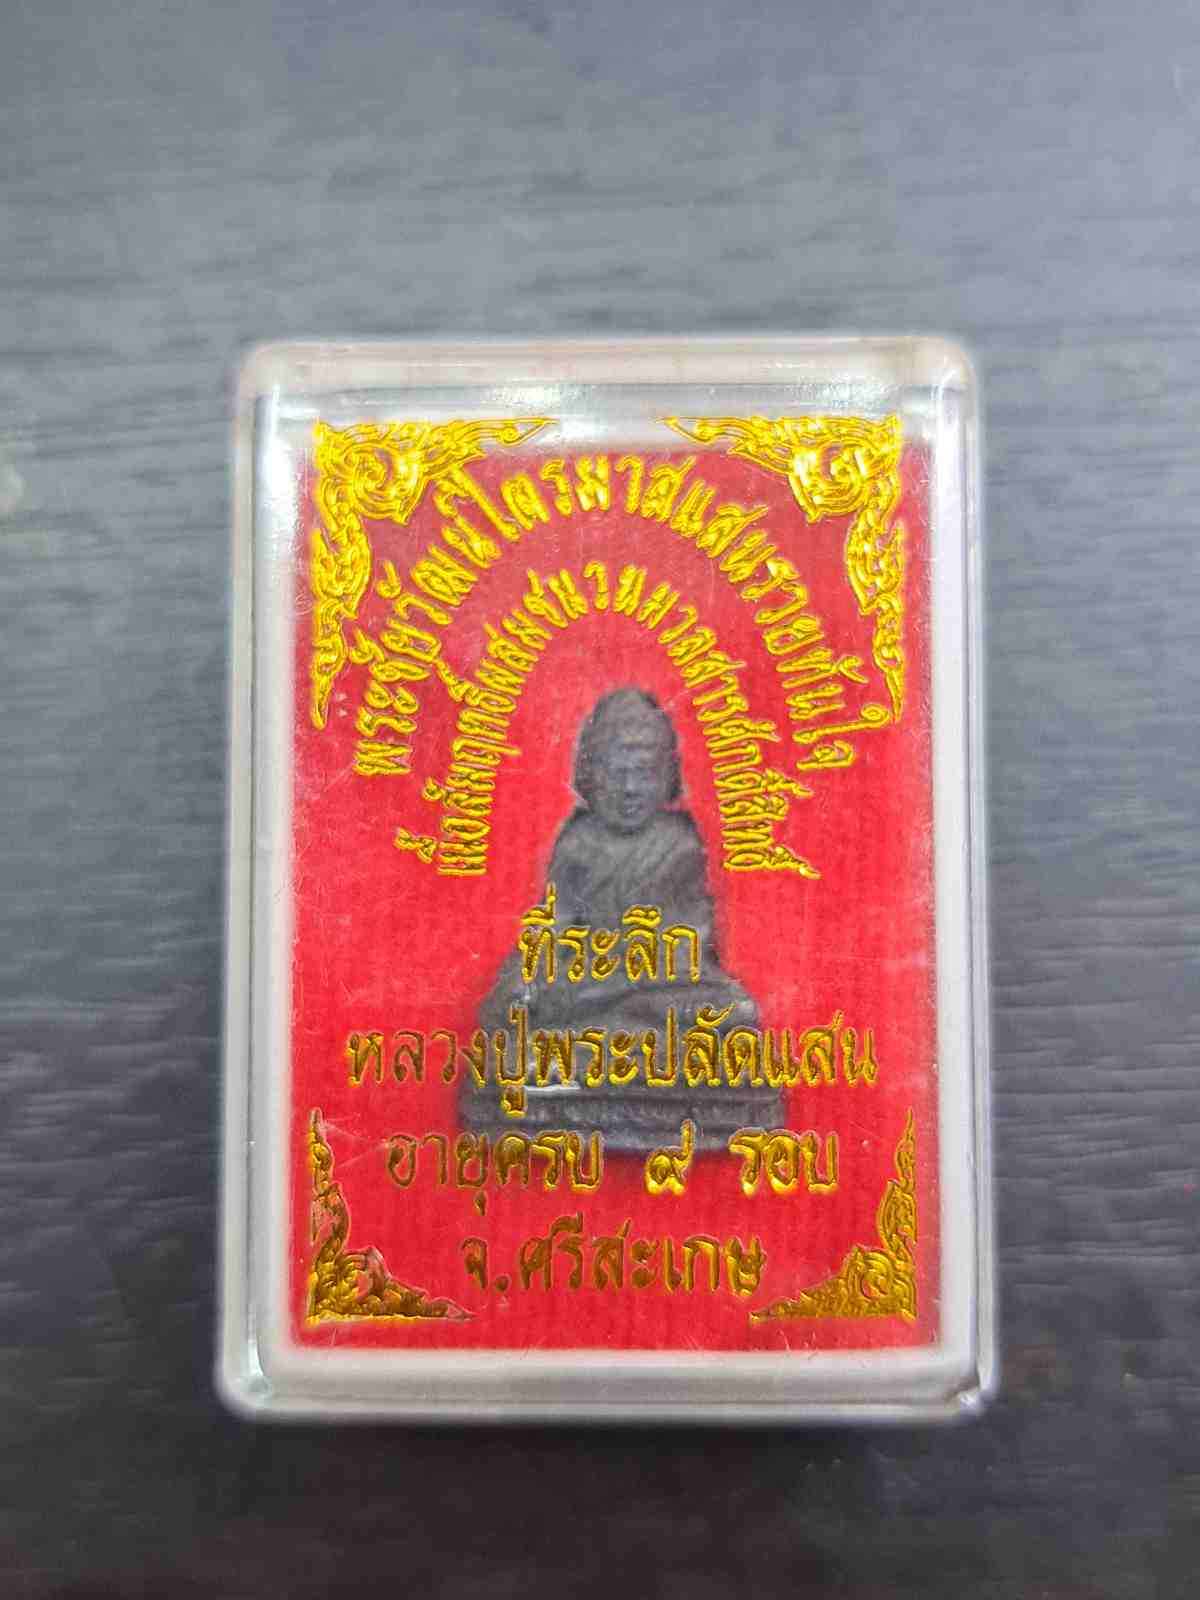 พระชัยวัฒน์ไตรมาสแสนรวยทันใจ
เนื้อสัมฤทธิ์ผสมชนวนมวลสารศักดิ์สิทธิ์
ที่ระลึก
หลวงปู่พระปลัดแสน
อายุครบ ๙ รอบ
จ.ศรีสะเกษ